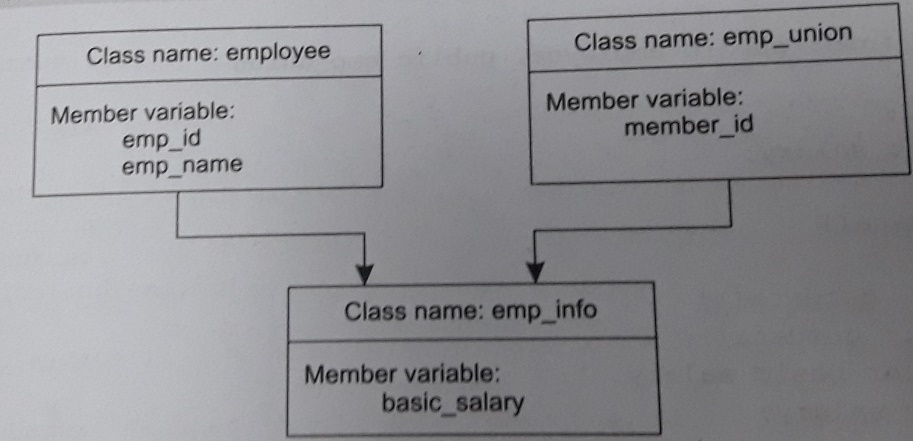 Class name: employee
Member variable:
emp_id
emp_name
Class name: emp_union
Member variable:
member_id
Class name: emp_info
Member variable:
basic_salary